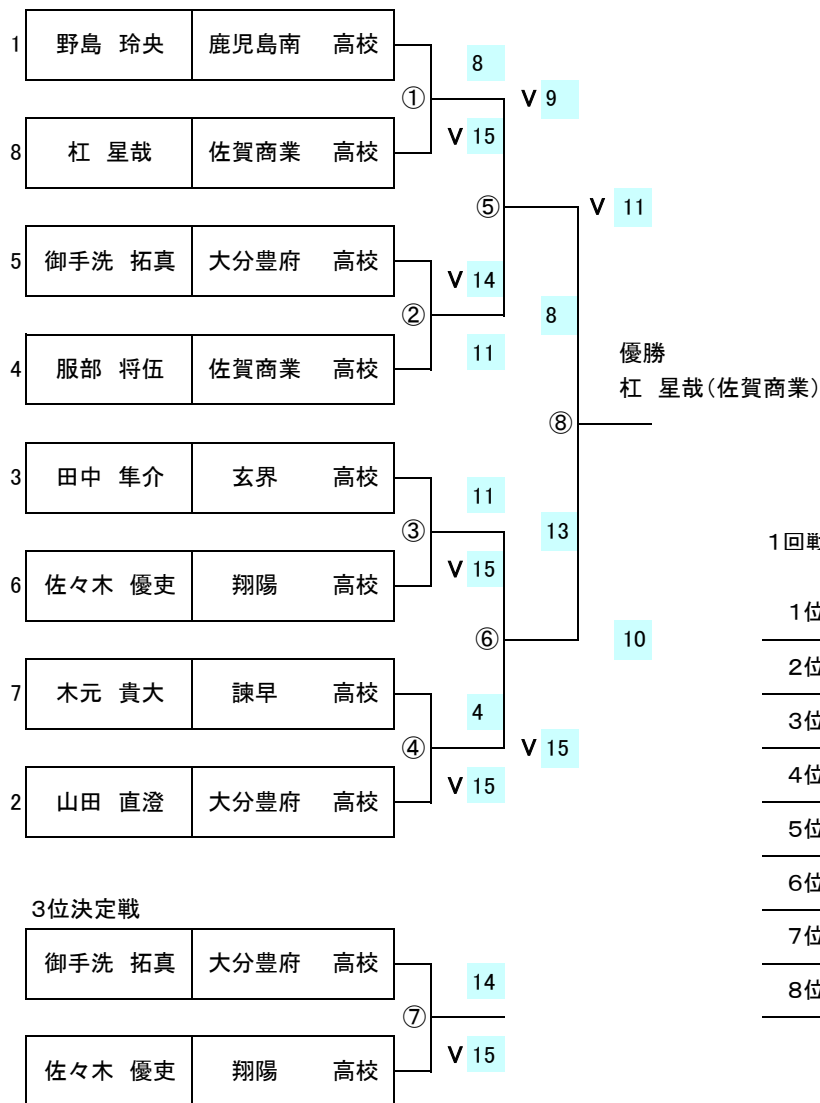 1 野島 玲央 鹿児島南 高校
8
① V 9
8 杠 星哉 佐賀商業 高校 V 15
⑤ V 11
5 御手洗 拓真 大分豊府 高校 V 14
② 8
4 服部 将伍 佐賀商業 高校 11
優勝
杠 星哉(佐賀商業)
⑧
3 田中 隼介 玄界 高校
11
③ 13
1回戦
6 佐々木 優吏 翔陽 高校 V 15
⑥ 10
1位
2位
7 木元 貴大 諫早 高校
4
3位
④ V 15
2 山田 直澄 大分豊府 高校 V 15
4位
5位
6位
3位決定戦
7位
御手洗 拓真 大分豊府 高校
14
8位
⑦
佐々木 優吏 翔陽 高校 V 15